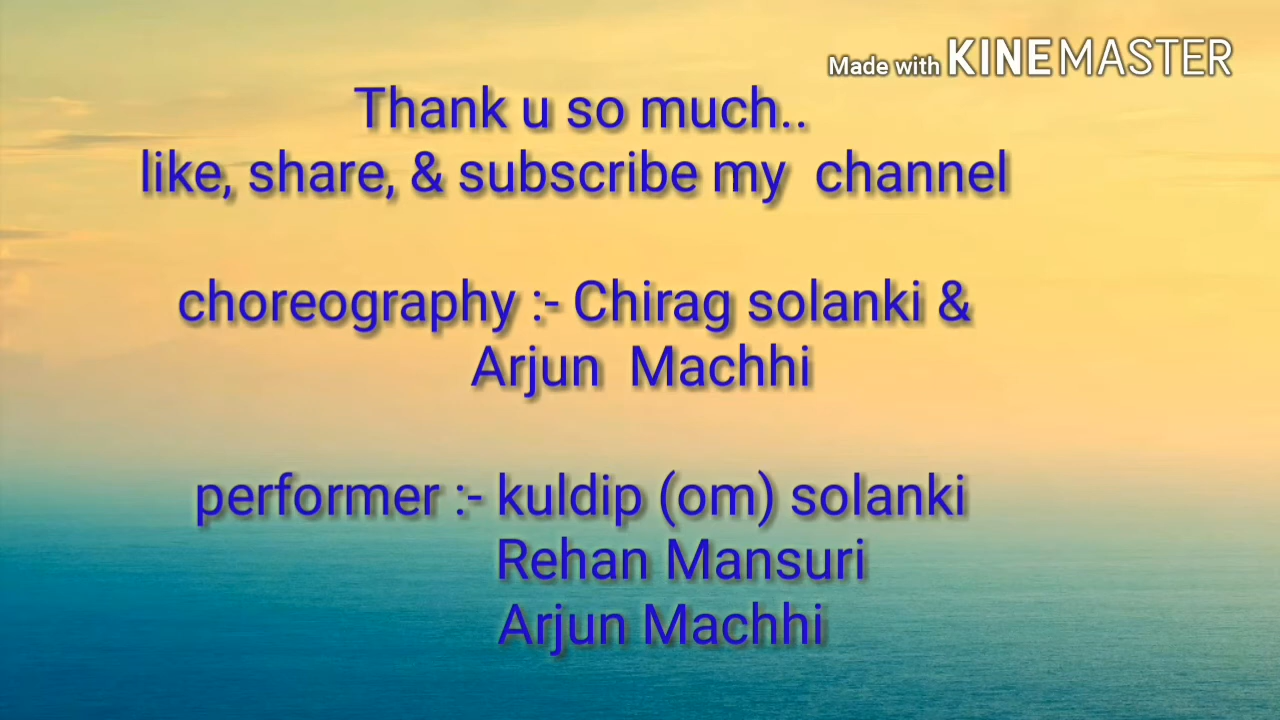 Made with KINEMASTER
Thank u so much..
like, share, & subscribe my channel
choreography :- Chirag solanki &
Arjun Machhi
performer :- kuldip (om) solanki
Rehan Mansuri
Arjun Machhi